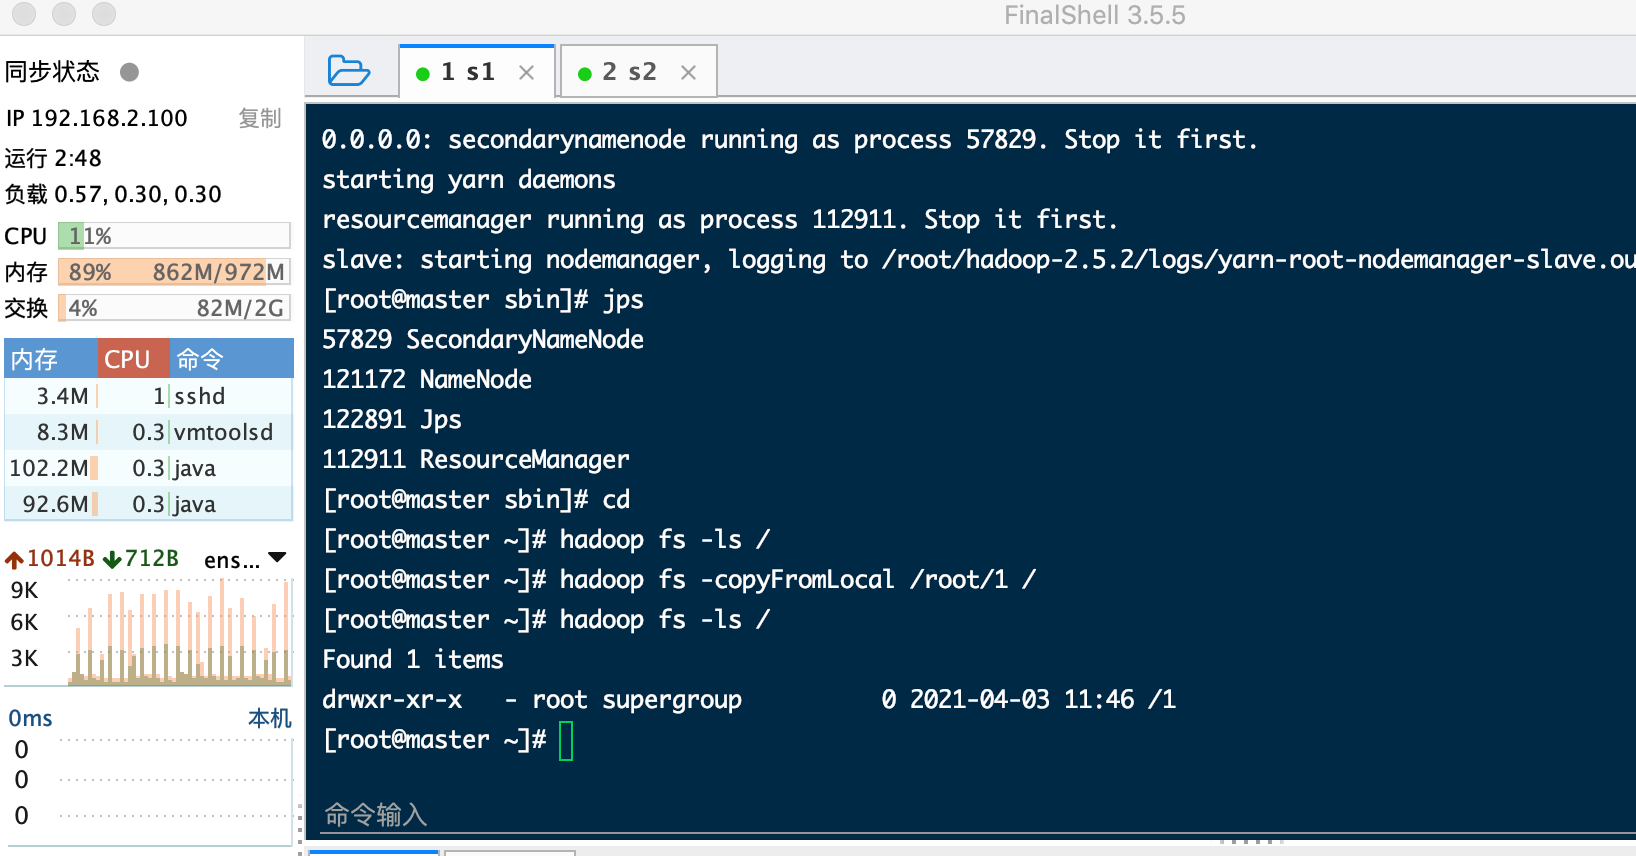 FinalShell 3.5.5
同步状态
IP 192.168.2.100 复制
运行 2:48
负载 0.57, 0.30, 0.30
CPU 11%
内存 89% 862M/972M
交换 4% 82M/2G
内存 CPU 命令
3.4M 1 sshd
8.3M 0.3 vmtoolsd
102.2M 0.3 java
92.6M 0.3 java
1014B 712B ens...
9K
6K
3K
0ms 本机
0
0
0
1 s1 2 s2
0.0.0.0: secondarynamenode running as process 57829. Stop it first.
starting yarn daemons
resourcemanager running as process 112911. Stop it first.
slave: starting nodemanager, logging to /root/hadoop-2.5.2/logs/yarn-root-nodemanager-slave.ou
[root@master sbin]# jps
57829 SecondaryNameNode
121172 NameNode
122891 Jps
112911 ResourceManager
[root@master sbin]# cd
[root@master ~]# hadoop fs -ls /
[root@master ~]# hadoop fs -copyFromLocal /root/1 /
[root@master ~]# hadoop fs -ls /
Found 1 items
drwxr-xr-x   - root supergroup          0 2021-04-03 11:46 /1
[root@master ~]#
命令输入